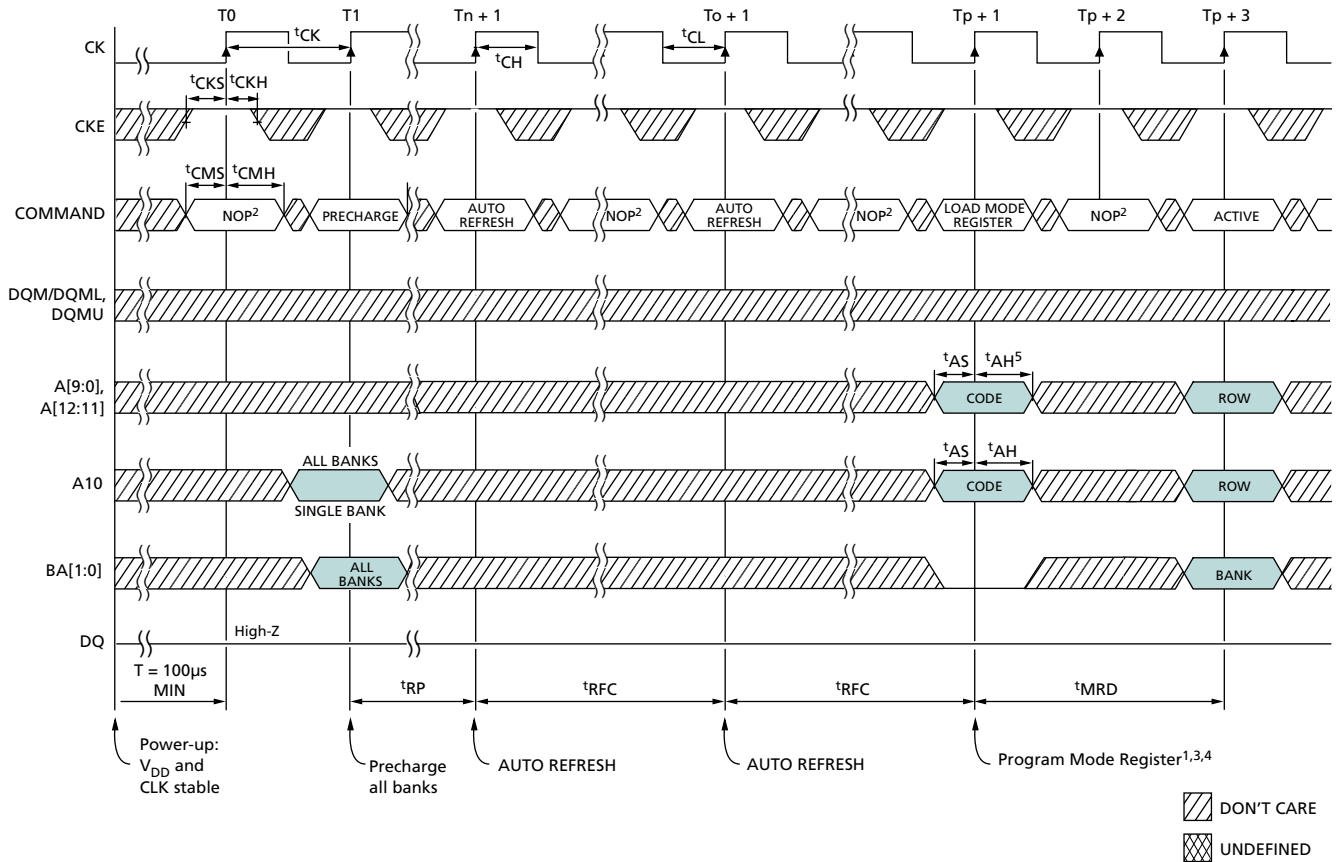 T0 T1 Tn + 1 To + 1 Tp + 1 Tp + 2 Tp + 3
CK
tCK
tCH
tCL
tCKS tCKH
CKE
tCMS tCMH
COMMAND
NOP2 PRECHARGE AUTO REFRESH NOP2 AUTO REFRESH NOP2 LOAD MODE REGISTER NOP2 ACTIVE
DQM/DQML,
DQMU
tAS tAH5
A[9:0],
A[12:11]
CODE ROW
tAS tAH
ALL BANKS
A10
CODE ROW
SINGLE BANK
BA[1:0]
ALL
BANKS
BANK
High-Z
DQ
T = 100µs
MIN
tRP tRFC tRFC tMRD
Power-up:
VDD and
CLK stable
Precharge
all banks
AUTO REFRESH
AUTO REFRESH
Program Mode Register1,3,4
DON'T CARE
UNDEFINED